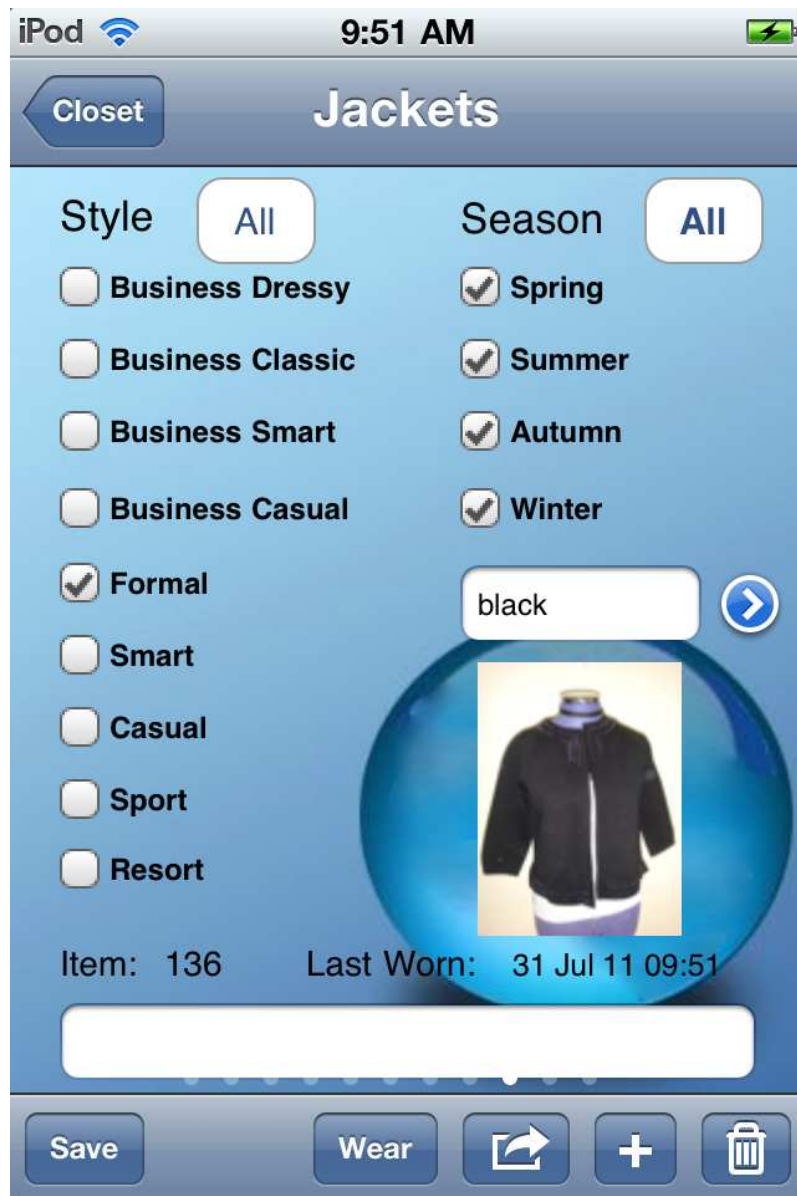 iPod 9:51 AM
Closet Jackets
Style All Season All
Business Dressy Spring
Business Classic Summer
Business Smart Autumn
Business Casual Winter
Formal
black
Smart
Casual
Sport
Resort
Item: 136 Last Worn: 31 Jul 11 09:51
Save Wear +